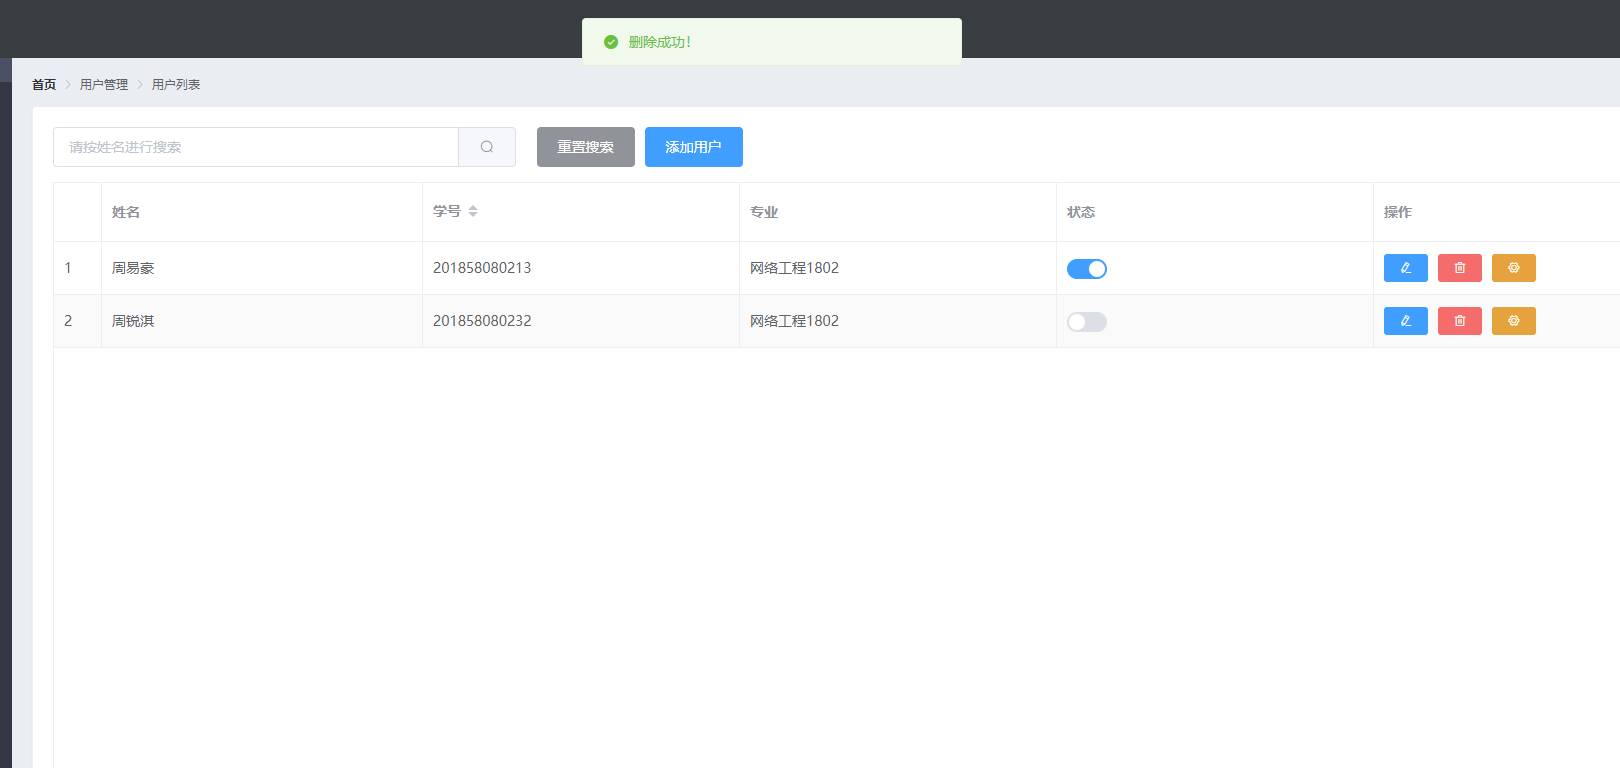 删除成功!
首页 用户管理 用户列表
请按姓名进行搜索 重置搜索 添加用户
姓名 学号 专业 状态 操作
1 周易豪 201858080213 网络工程1802
2 周锐淇 201858080232 网络工程1802